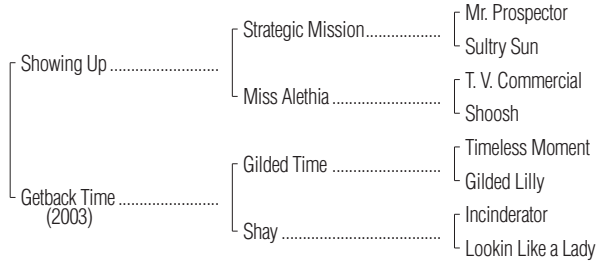 Mr. Prospector
Strategic Mission
Sultry Sun
Showing Up
T. V. Commercial
Miss Alethia
Shoosh
Timeless Moment
Gilded Time
Gilded Lilly
Getback Time
(2003)
Incinderator
Shay
Lookin Like a Lady